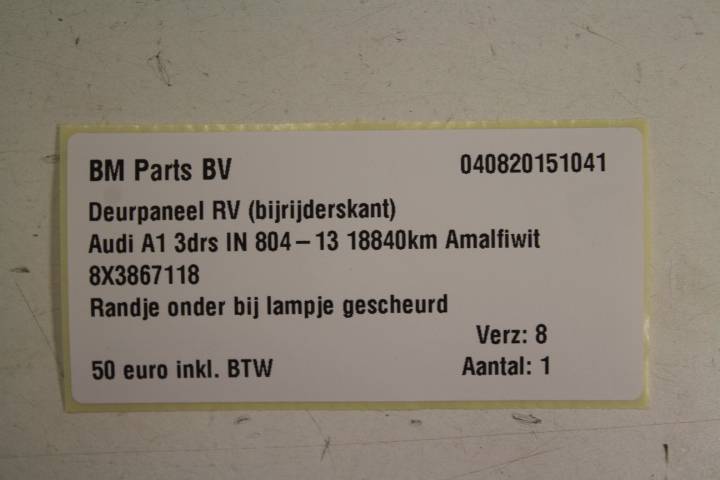 BM Parts BV 040820151041
Deurpaneel RV (bijrijderskant)
Audi A1 3drs IN 804-13 18840km Amalfiwit
8X3867118
Randje onder bij lampje gescheurd
Verz: 8
50 euro inkl. BTW Aantal: 1